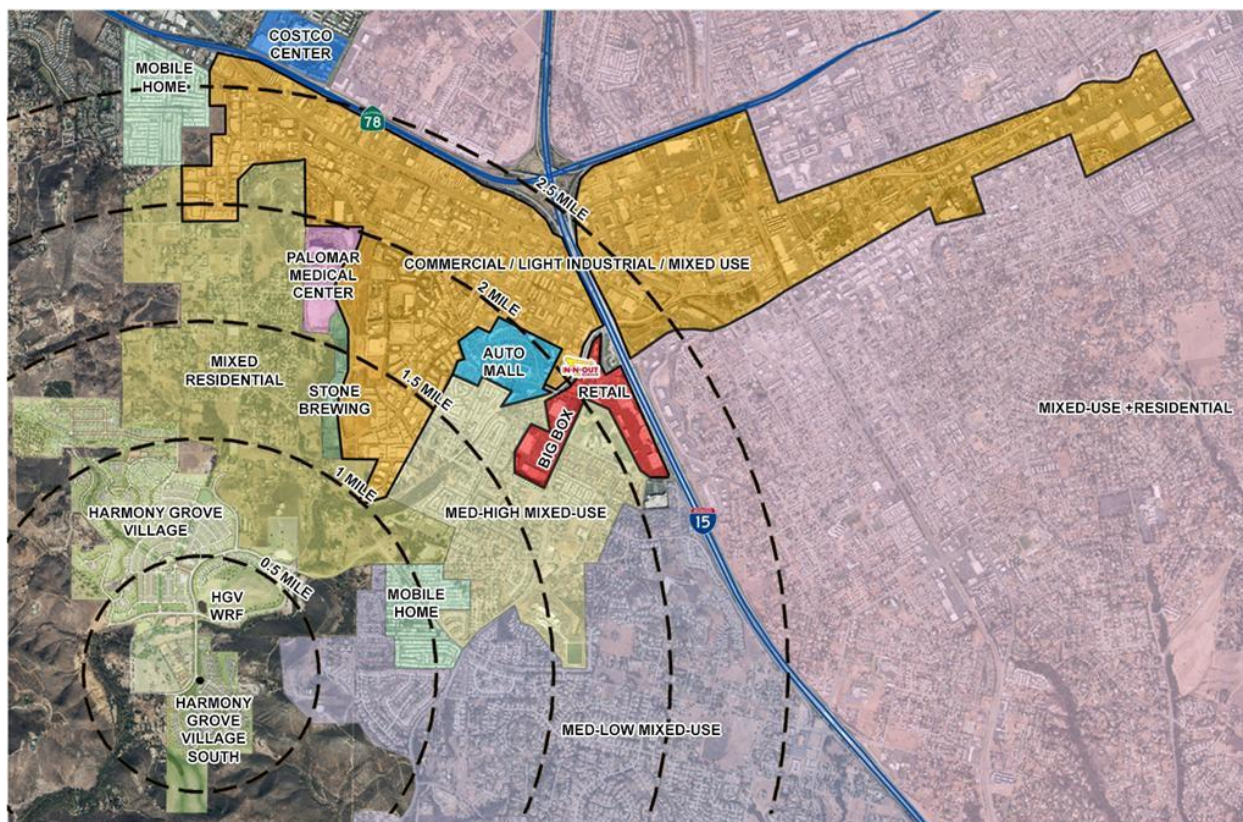 COSTCO
CENTER
MOBILE
HOME
78
2.5 MILE
PALOMAR
MEDICAL
CENTER
COMMERCIAL / LIGHT INDUSTRIAL / MIXED USE
2 MILE
AUTO
MALL
IN-N-OUT
RETAIL
MIXED
RESIDENTIAL
1.5 MILE
STONE
BREWING
BIG BOX
MIXED-USE +RESIDENTIAL
1 MILE
HARMONY GROVE
VILLAGE
MED-HIGH MIXED-USE
15
0.5 MILE
HGV
WRF
MOBILE
HOME
HARMONY
GROVE
VILLAGE
SOUTH
MED-LOW MIXED-USE